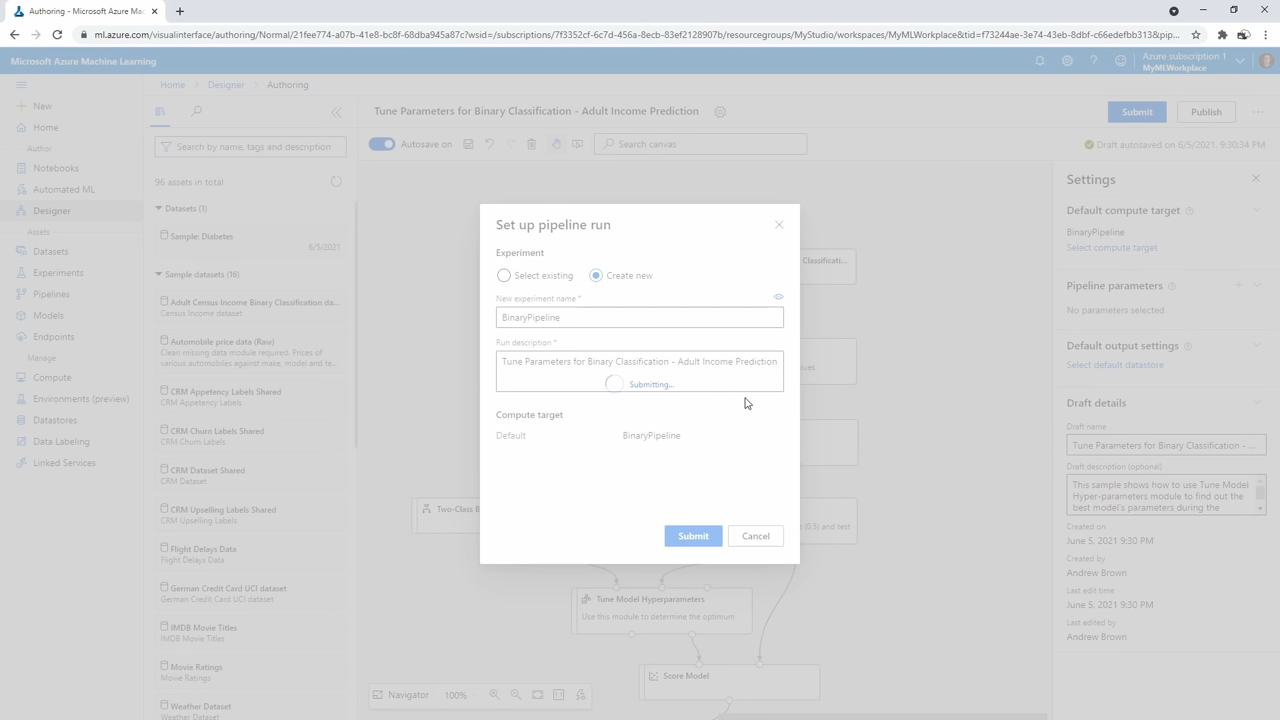 Authoring - Microsoft Azure Mac
ml.azure.com/visualinterface/authoring/Normal/21fee774-a07b-41e8-bc8f-68dba945a87c?wsid=/subscriptions/7f3352cf-6c7d-456a-8ecb-83ef2128907b/resourcegroups/MyStudio/workspaces/MyMLWorkplace&tid=f73244ae-3e74-43eb-8dbf-c66edefbb313&pip...
Microsoft Azure Machine Learning
Azure subscription 1
MyMLWorkplace
New
Home
Author
Notebooks
Automated ML
Designer
Assets
Datasets
Experiments
Pipelines
Models
Endpoints
Manage
Compute
Environments (preview)
Datastores
Data Labeling
Linked Services
Home > Designer > Authoring
Search by name, tags and description
96 assets in total
Datasets (1)
Sample: Diabetes
6/5/2021
Sample datasets (16)
Adult Census Income Binary Classification da...
Census Income dataset
Automobile price data (Raw)
Clean missing data module required. Prices of
various automobiles against make, model and te...
CRM Appetency Labels Shared
CRM Appetency Labels
CRM Churn Labels Shared
CRM Churn Labels
CRM Dataset Shared
CRM Dataset
CRM Upselling Labels Shared
CRM Upselling Labels
Flight Delays Data
Flight Delays Data
German Credit Card UCI dataset
German Credit Card UCI dataset
IMDB Movie Titles
IMDB Movie Titles
Movie Ratings
Movie Ratings
Weather Dataset
Weather Dataset
Tune Parameters for Binary Classification - Adult Income Prediction
Submit
Publish
Autosave on
Search canvas
Draft autosaved on 6/5/2021, 9:30:34 PM
Classificati...
ues
Two-Class B
(0.5) and test
Tune Model Hyperparameters
Use this module to determine the optimum
Score Model
Navigator
100%
Set up pipeline run
Experiment
Select existing
Create new
New experiment name *
BinaryPipeline
Run description *
Tune Parameters for Binary Classification - Adult Income Prediction
Submitting...
Compute target
Default
BinaryPipeline
Submit
Cancel
Settings
Default compute target
BinaryPipeline
Select compute target
Pipeline parameters
No parameters selected
Default output settings
Select default datastore
Draft details
Draft name
Tune Parameters for Binary Classification - ...
Draft description (optional)
This sample shows how to use Tune Model
Hyper-parameters module to find out the
best model's parameters during the
Created on
June 5, 2021 9:30 PM
Created by
Andrew Brown
Last edit time
June 5, 2021 9:30 PM
Last edited by
Andrew Brown